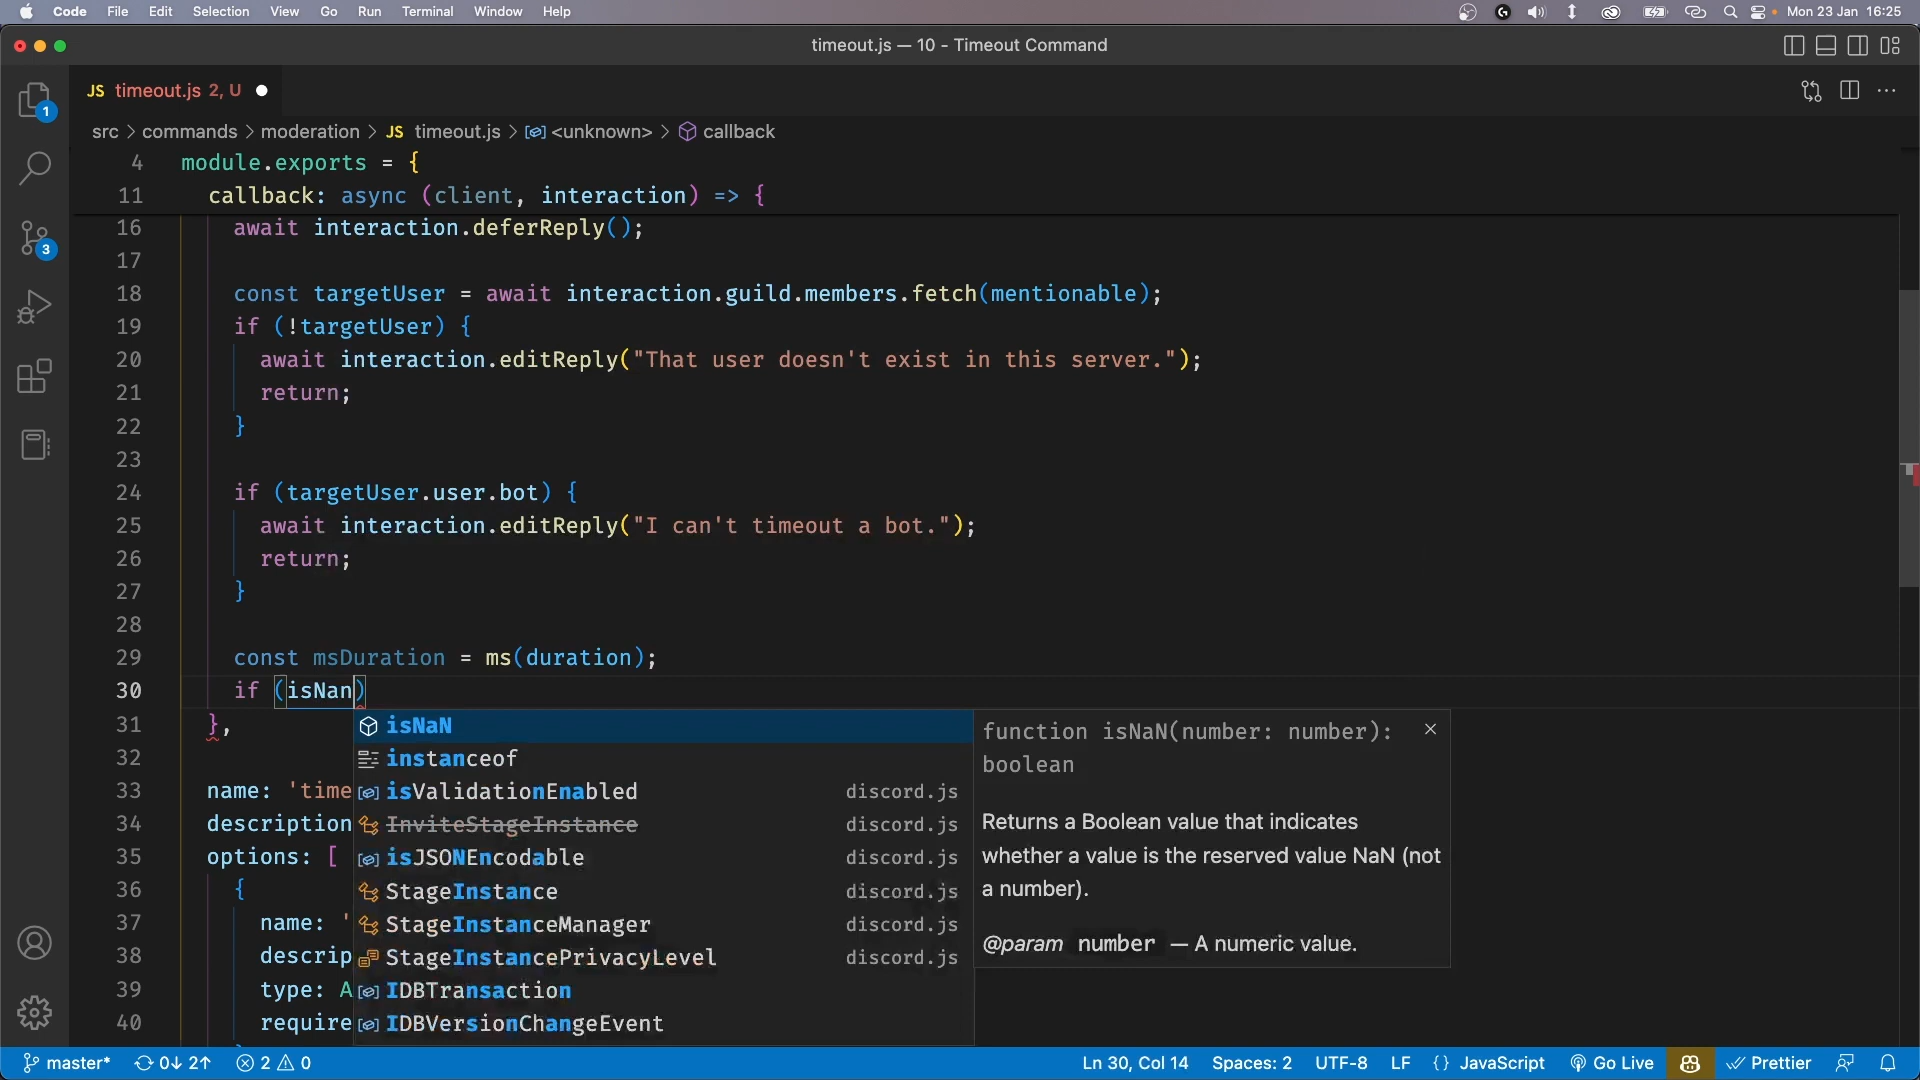 Code File Edit Selection View Go Run Terminal Window Help Mon 23 Jan 16:25
timeout.js — 10 - Timeout Command
1
JS timeout.js 2, U
src > commands > moderation > JS timeout.js > <unknown> > callback
4 module.exports = {
11 callback: async (client, interaction) => {
16 await interaction.deferReply();
3
17
18 const targetUser = await interaction.guild.members.fetch(mentionable);
19 if (!targetUser) {
20 await interaction.editReply("That user doesn't exist in this server.");
21 return;
22 }
23
24 if (targetUser.user.bot) {
25 await interaction.editReply("I can't timeout a bot.");
26 return;
27 }
28
29 const msDuration = ms(duration);
30 if (isNan)
31 },
32
33 name: 'time
34 description
35 options: [
36 {
37 name: '
38 descrip
39 type: A
40 require
isNaN
instanceof
isValidationEnabled discord.js
InviteStageInstance discord.js
isJSONEncodable discord.js
StageInstance discord.js
StageInstanceManager discord.js
StageInstancePrivacyLevel discord.js
IDBTransaction
IDBVersionChangeEvent
function isNaN(number: number):
boolean
Returns a Boolean value that indicates
whether a value is the reserved value NaN (not
a number).
@param number — A numeric value.
master* 0↓ 2↑ 2 0 Ln 30, Col 14 Spaces: 2 UTF-8 LF {} JavaScript Go Live Prettier